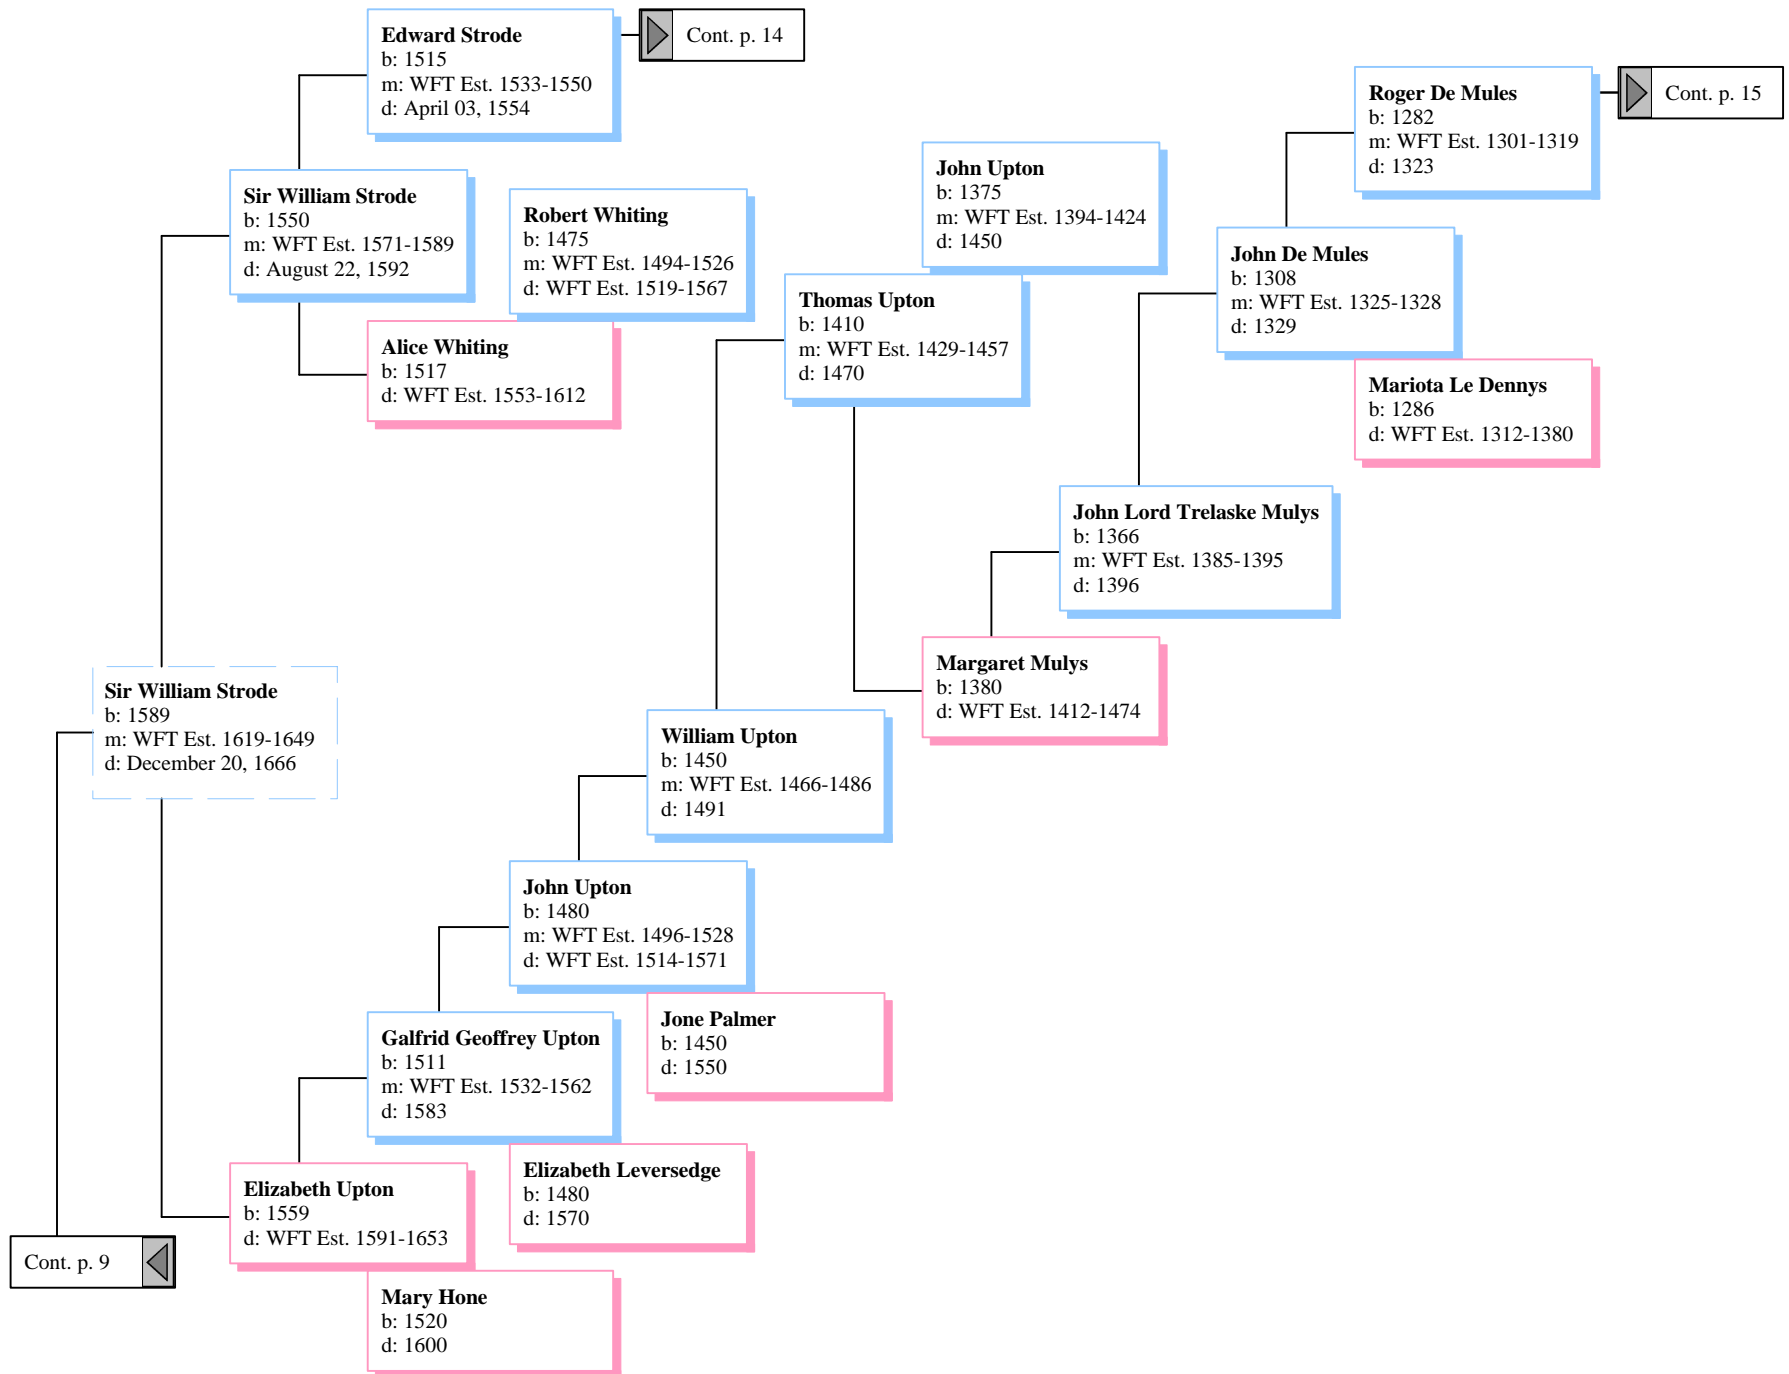 Edward Strode
b: 1515
m: WFT Est. 1533-1550
d: April 03, 1554
Cont. p. 14
Roger De Mules
b: 1282
m: WFT Est. 1301-1319
d: 1323
Cont. p. 15
John Upton
b: 1375
m: WFT Est. 1394-1424
d: 1450
Sir William Strode
b: 1550
m: WFT Est. 1571-1589
d: August 22, 1592
Robert Whiting
b: 1475
m: WFT Est. 1494-1526
d: WFT Est. 1519-1567
John De Mules
b: 1308
m: WFT Est. 1325-1328
d: 1329
Thomas Upton
b: 1410
m: WFT Est. 1429-1457
d: 1470
Alice Whiting
b: 1517
d: WFT Est. 1553-1612
Mariota Le Dennys
b: 1286
d: WFT Est. 1312-1380
John Lord Trelaske Mulys
b: 1366
m: WFT Est. 1385-1395
d: 1396
Margaret Mulys
b: 1380
d: WFT Est. 1412-1474
Sir William Strode
b: 1589
m: WFT Est. 1619-1649
d: December 20, 1666
William Upton
b: 1450
m: WFT Est. 1466-1486
d: 1491
John Upton
b: 1480
m: WFT Est. 1496-1528
d: WFT Est. 1514-1571
Jone Palmer
b: 1450
d: 1550
Galfrid Geoffrey Upton
b: 1511
m: WFT Est. 1532-1562
d: 1583
Elizabeth Leversedge
b: 1480
d: 1570
Elizabeth Upton
b: 1559
d: WFT Est. 1591-1653
Cont. p. 9
Mary Hone
b: 1520
d: 1600